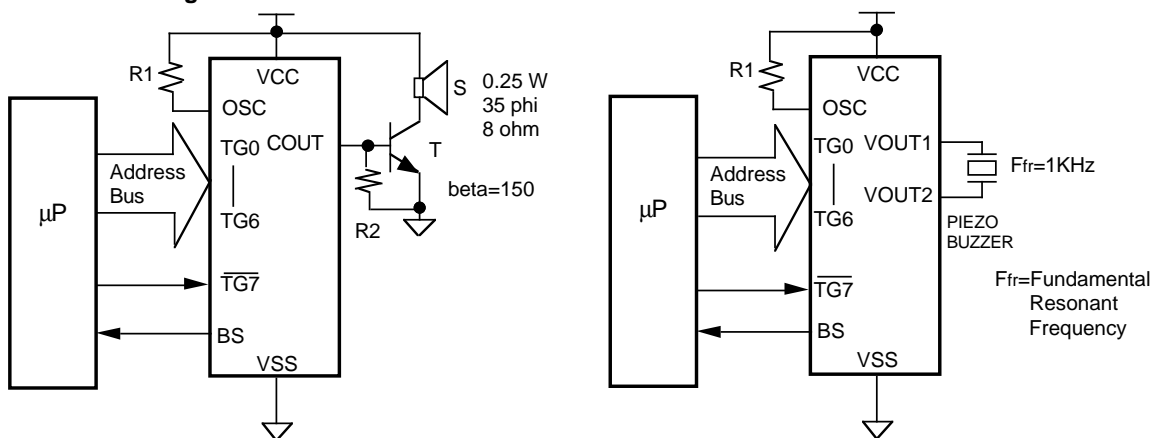 R1
VCC
OSC
S
0.25 W
35 phi
8 ohm
COUT
T
beta=150
R2
μP
Address
Bus
TG0
TG6
TG7
BS
VSS
R1
VCC
OSC
μP
Address
Bus
TG0
TG6
TG7
BS
VSS
VOUT1
VOUT2
Ffr=1KHz
PIEZO
BUZZER
Ffr=Fundamental
Resonant
Frequency